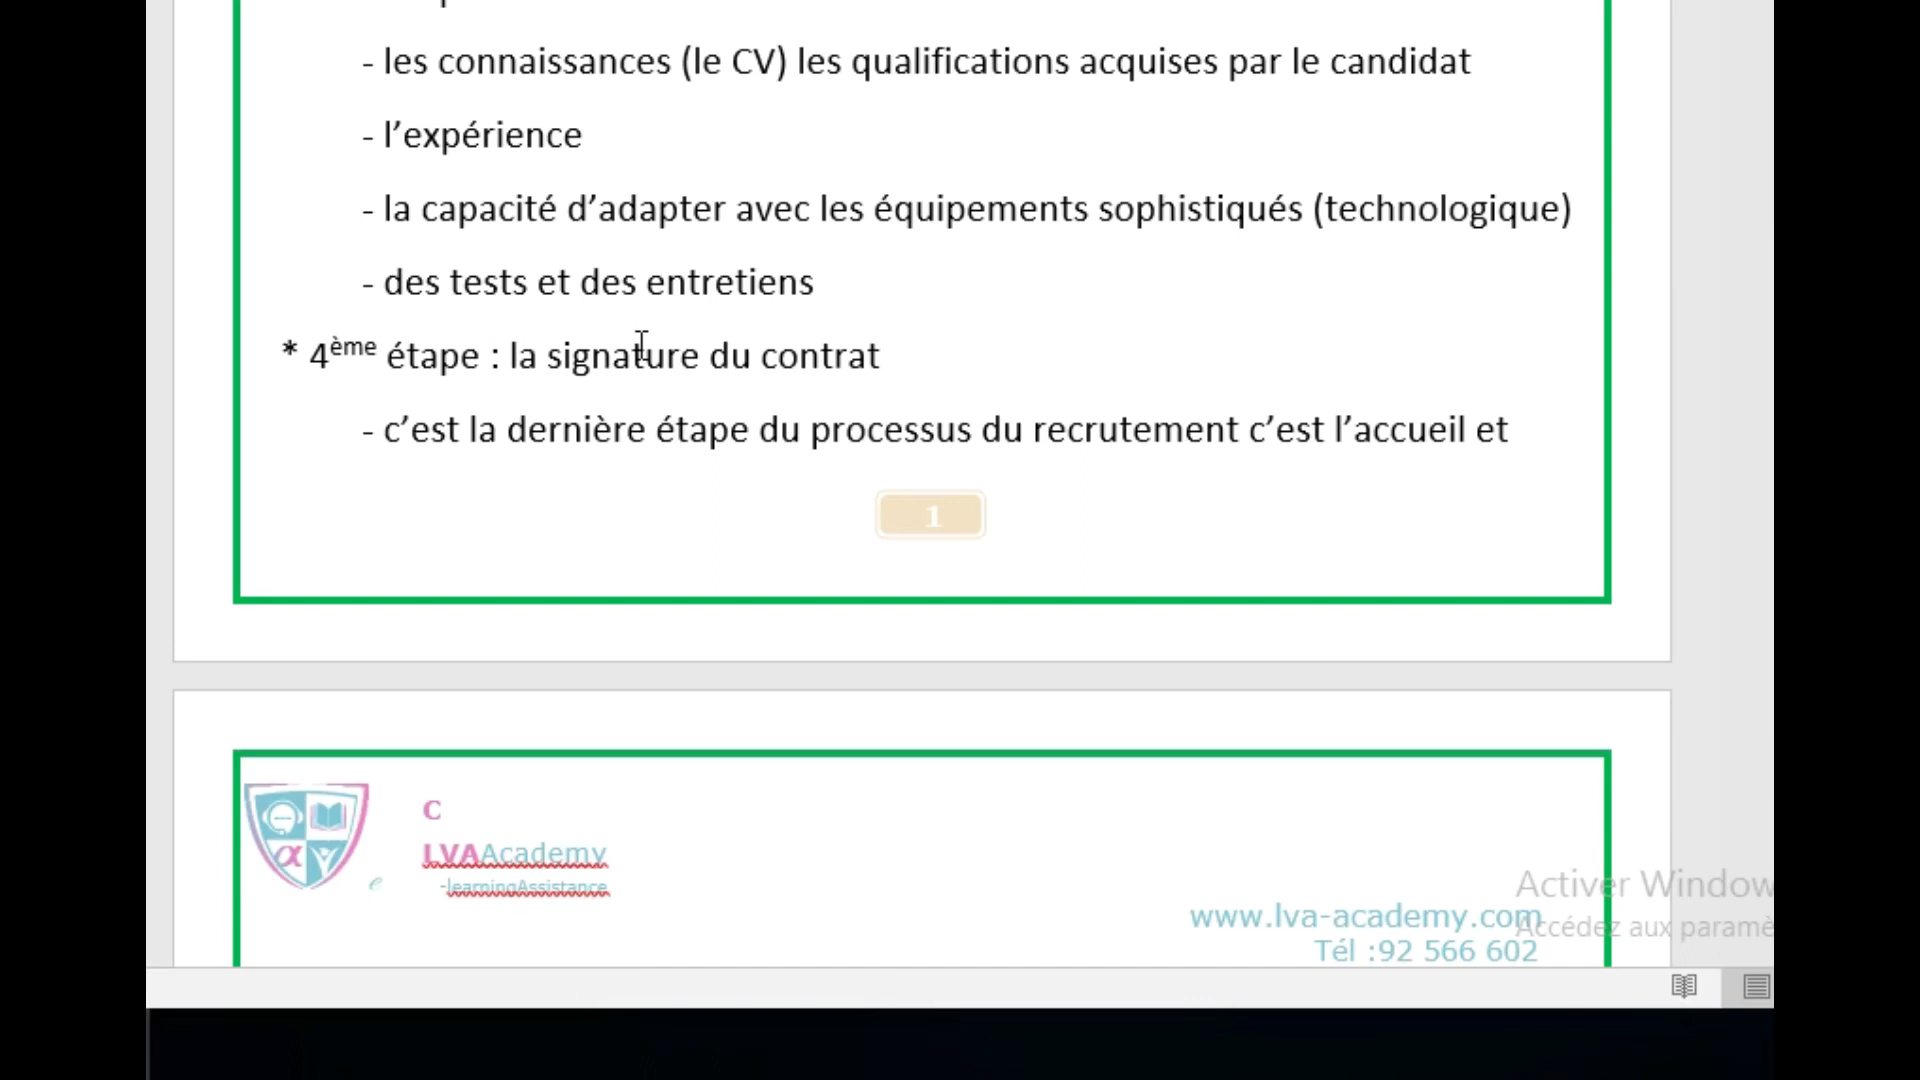 - les connaissances (le CV) les qualifications acquises par le candidat
- l’expérience
- la capacité d’adapter avec les équipements sophistiqués (technologique)
- des tests et des entretiens
* 4ème étape : la signature du contrat
- c’est la dernière étape du processus du recrutement c’est l’accueil et
1
C
LVAAcademy
e -learningAssistance
www.lva-academy.com
Tél :92 566 602
Activer Window
Accédez aux paramè